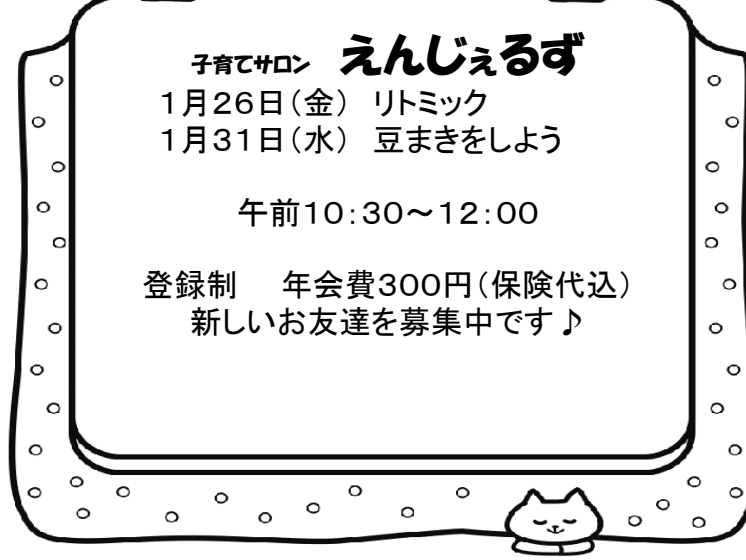 子育てサロン えんじぇるず
1月26日(金) リトミック
1月31日(水) 豆まきをしよう
午前10:30～12:00
登録制 年会費300円(保険代込)
新しいお友達を募集中です♪